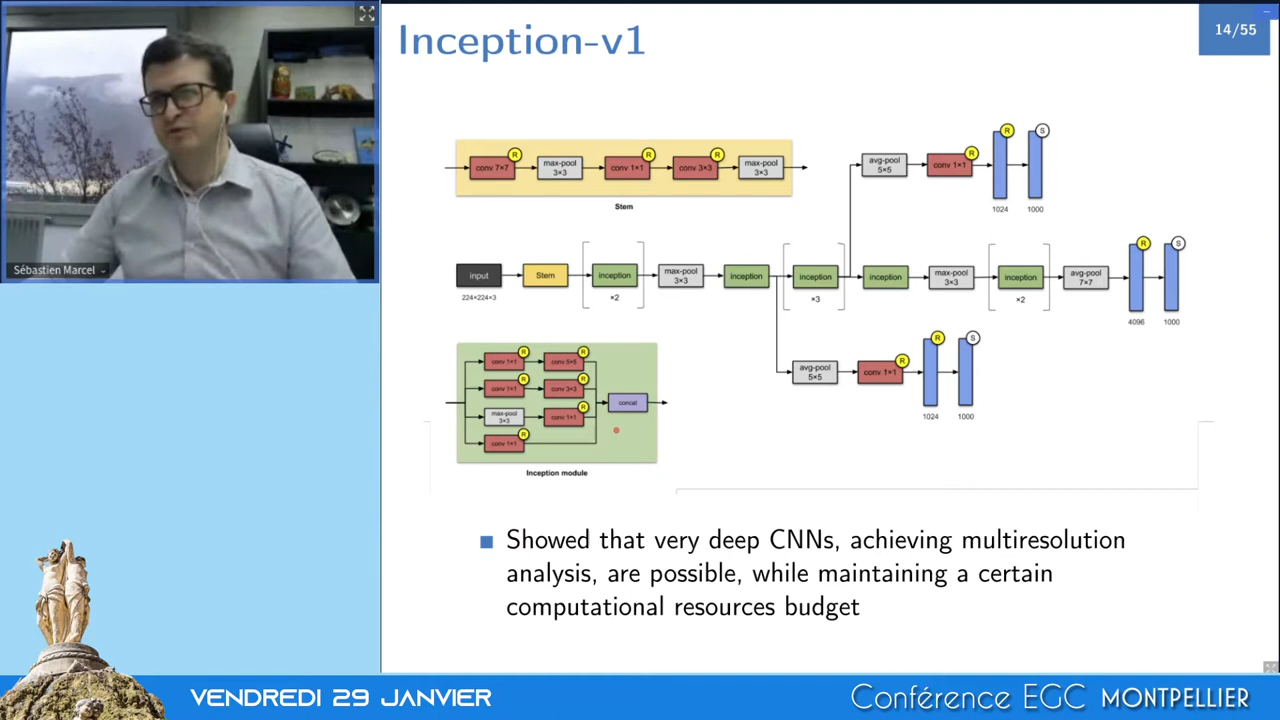 Inception-v1
14/55
conv 7×7
R
max-pool
3×3
conv 1×1
R
conv 3×3
R
max-pool
3×3
Stem
avg-pool
5×5
conv 1×1
R
R
S
1024
1000
Sébastien Marcel
input
224×224×3
Stem
inception
×2
max-pool
3×3
inception
inception
×3
inception
max-pool
3×3
inception
×2
avg-pool
7×7
R
S
4096
1000
conv 1×1
R
conv 5×5
R
conv 1×1
R
conv 3×3
R
max-pool
3×3
conv 1×1
R
conv 1×1
R
concat
Inception module
avg-pool
5×5
conv 1×1
R
R
S
1024
1000
Showed that very deep CNNs, achieving multiresolution
analysis, are possible, while maintaining a certain
computational resources budget
VENDREDI 29 JANVIER
Conférence EGC MONTPELLIER